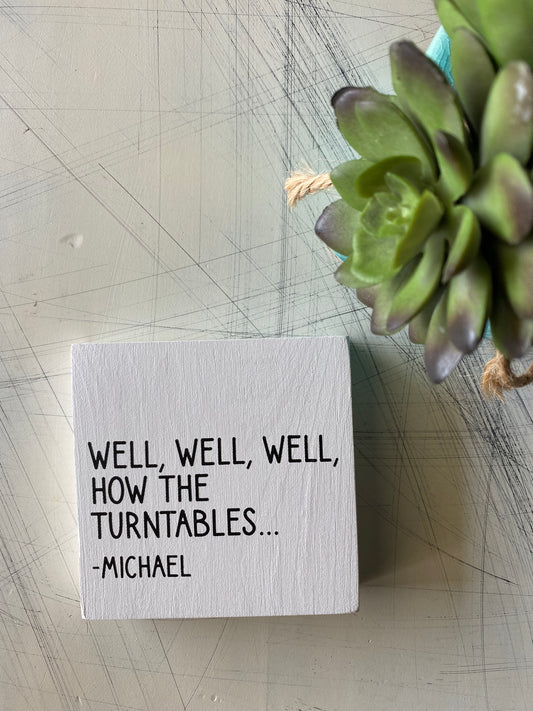 WELL, WELL, WELL,
HOW THE
TURNTABLES...
-MICHAEL